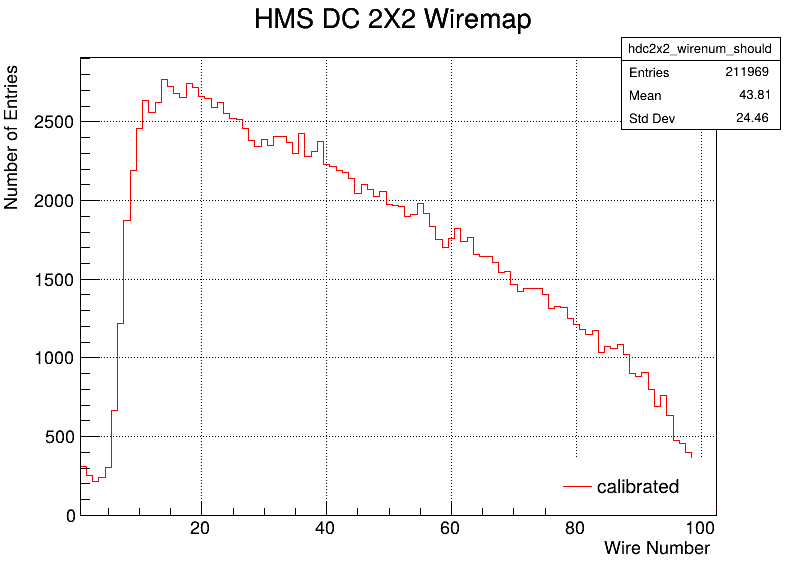 HMS DC 2X2 Wiremap
hdc2x2_wirenum_should
Entries 211969
Mean 43.81
Std Dev 24.46
Number of Entries
2500
2000
1500
1000
500
0
20 40 60 80 100
Wire Number
calibrated